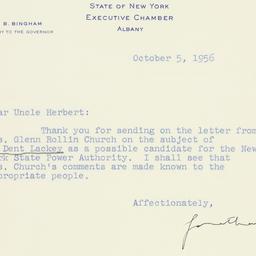 STATE OF NEW YORK
EXECUTIVE CHAMBER
ALBANY
B. BINGHAM
Y TO THE GOVERNOR
October 5, 1956
ar Uncle Herbert:
Thank you for sending on the letter from
s. Glenn Rollin Church on the subject of
Dent Lackey as a possible candidate for the New
rk State Power Authority. I shall see that
s. Church's comments are made known to the
propriate people.
Affectionately,
Jonathan